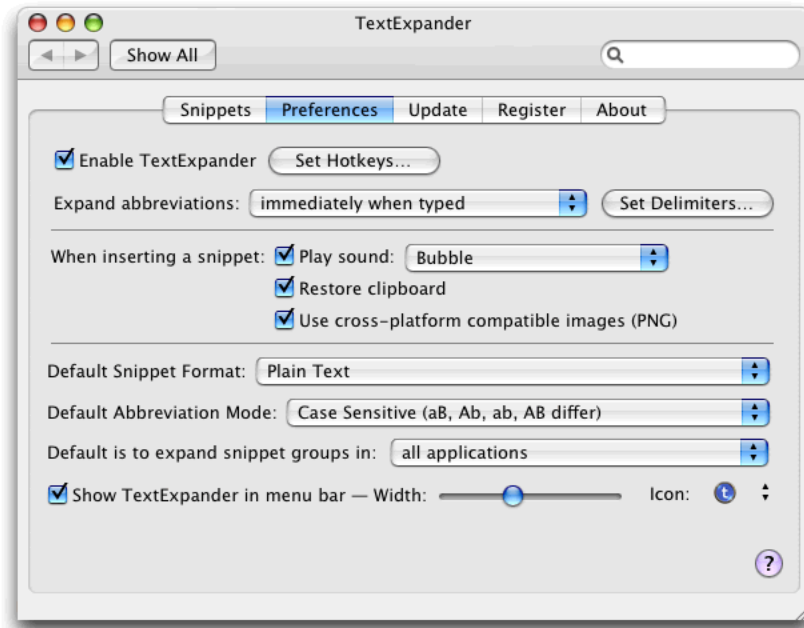 TextExpander
Show All
Snippets Preferences Update Register About
Enable TextExpander Set Hotkeys...
Expand abbreviations: immediately when typed Set Delimiters...
When inserting a snippet: Play sound: Bubble
Restore clipboard
Use cross-platform compatible images (PNG)
Default Snippet Format: Plain Text
Default Abbreviation Mode: Case Sensitive (aB, Ab, ab, AB differ)
Default is to expand snippet groups in: all applications
Show TextExpander in menu bar — Width: Icon: t
?